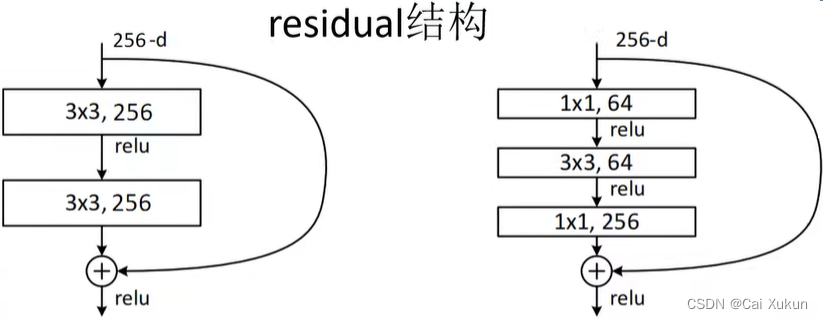 residual结构
256-d
3x3, 256
relu
3x3, 256
relu
256-d
1x1, 64
relu
3x3, 64
relu
1x1, 256
relu
CSDN @Cai Xukun